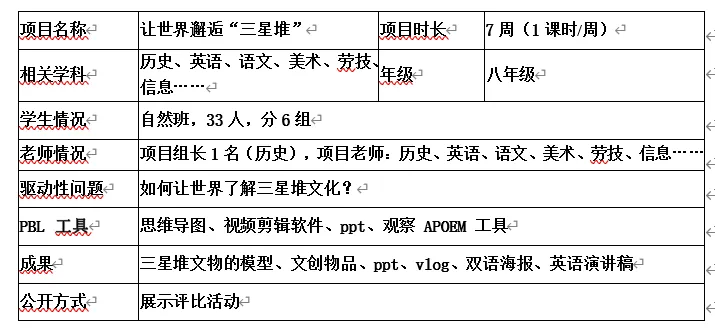 项目名称 让世界邂逅“三星堆” 项目时长 7 周（1 课时/周）
相关学科 历史、英语、语文、美术、劳技、信息…… 年级 八年级
学生情况 自然班，33 人，分 6 组
老师情况 项目组长 1 名（历史），项目老师：历史、英语、语文、美术、劳技、信息……
驱动性问题 如何让世界了解三星堆文化？
PBL 工具 思维导图、视频剪辑软件、ppt、观察 APOEM 工具
成果 三星堆文物的模型、文创物品、ppt、vlog、双语海报、英语演讲稿
公开方式 展示评比活动